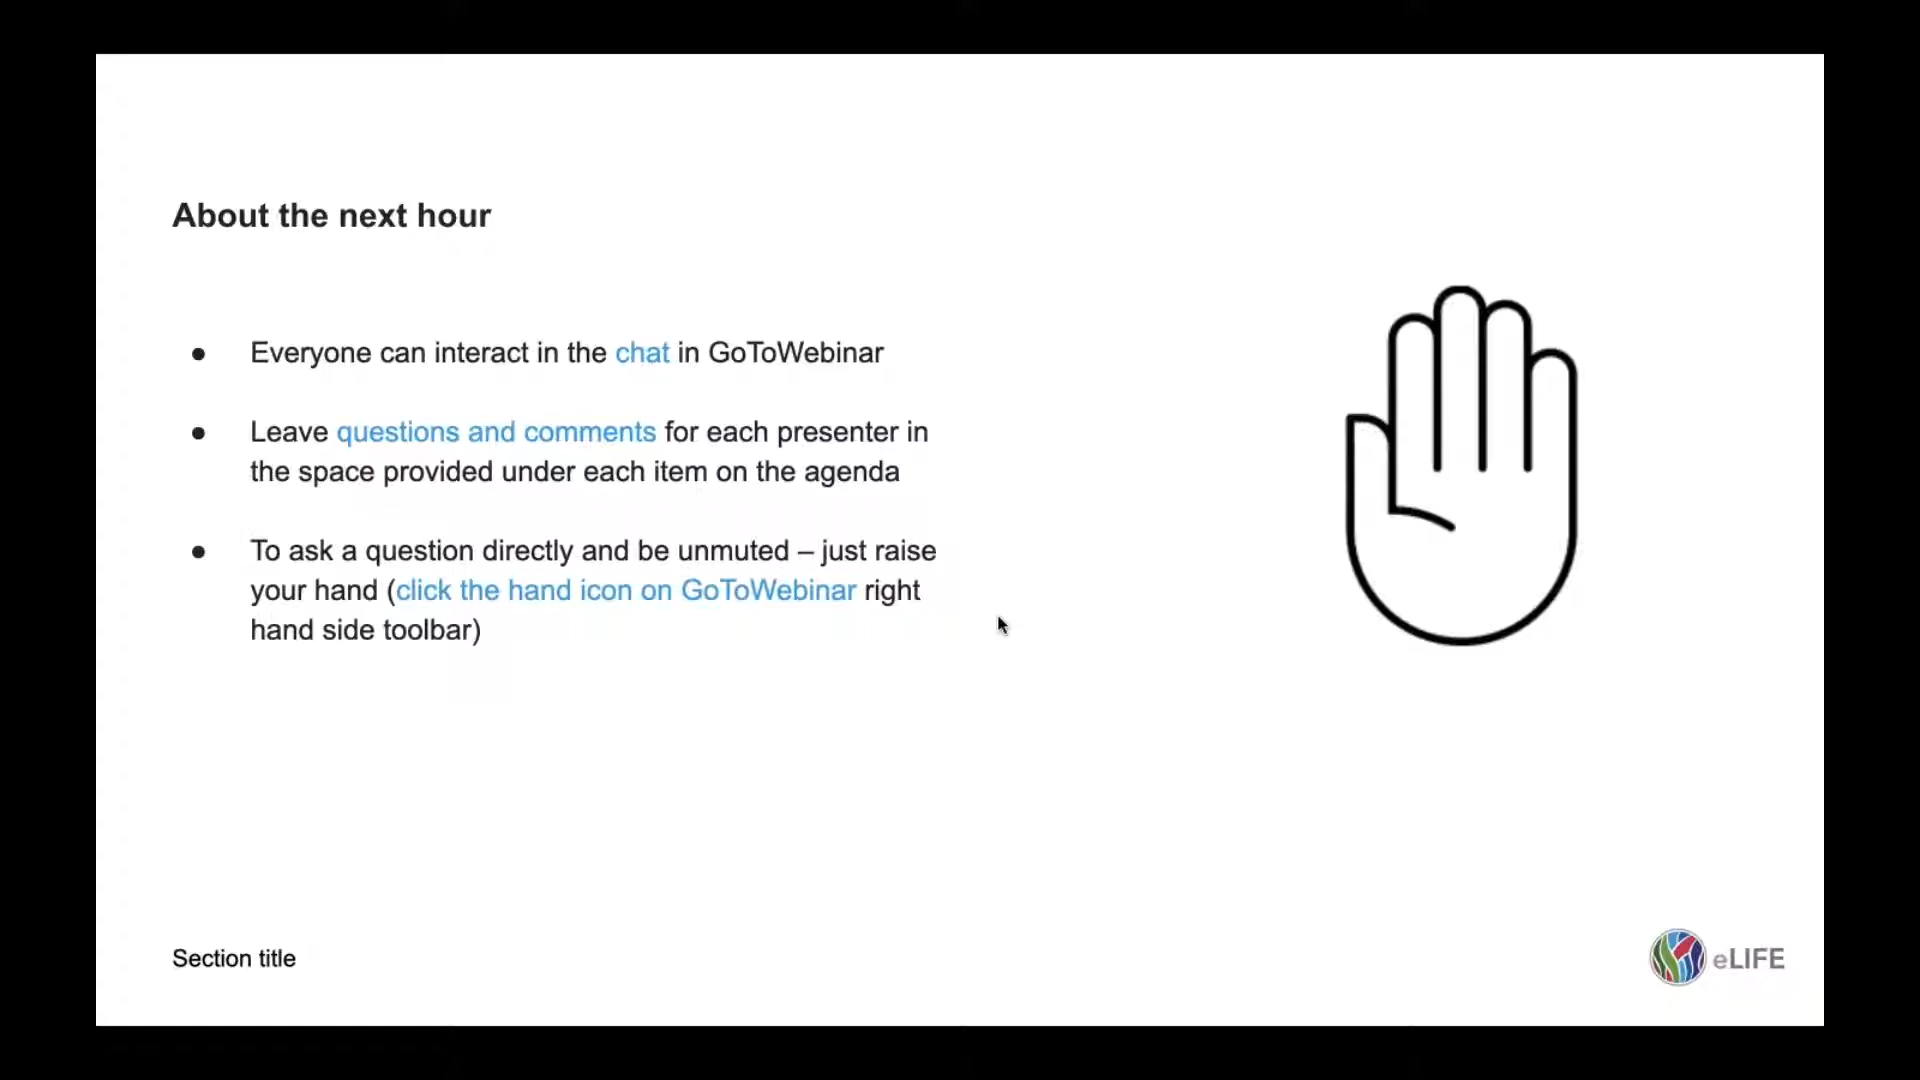 About the next hour
● Everyone can interact in the chat in GoToWebinar
● Leave questions and comments for each presenter in
the space provided under each item on the agenda
● To ask a question directly and be unmuted – just raise
your hand (click the hand icon on GoToWebinar right
hand side toolbar)
Section title
eLIFE